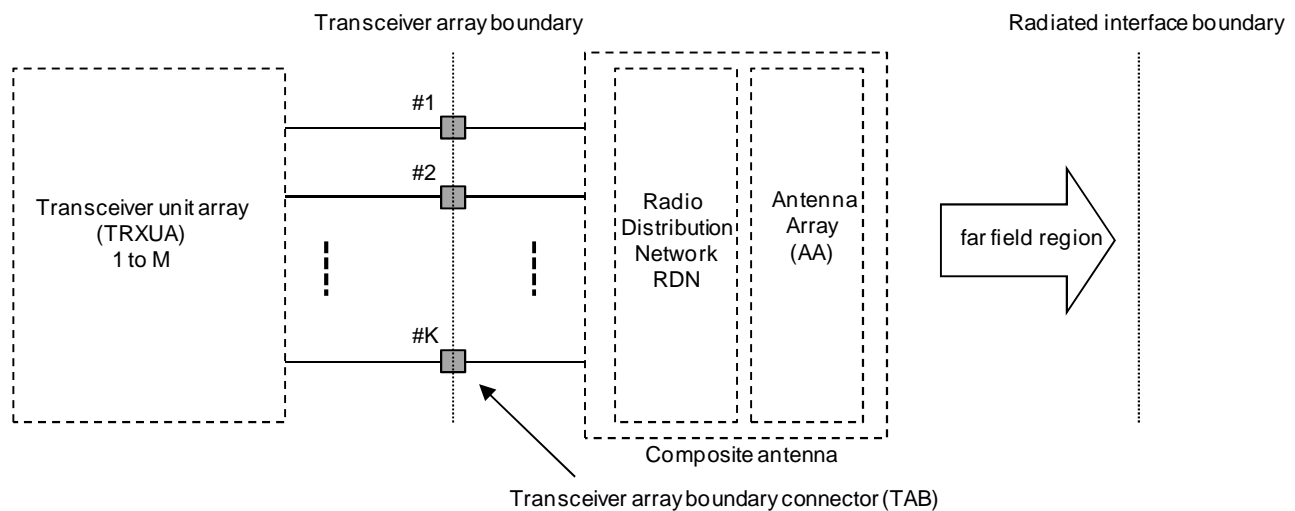 Transceiver array boundary
Radiated interface boundary
#1
#2
Transceiver unit array
(TRXUA)
1 to M
Radio
Distribution
Network
RDN
Antenna
Array
(AA)
far field region
#K
Composite antenna
Transceiver array boundary connector (TAB)